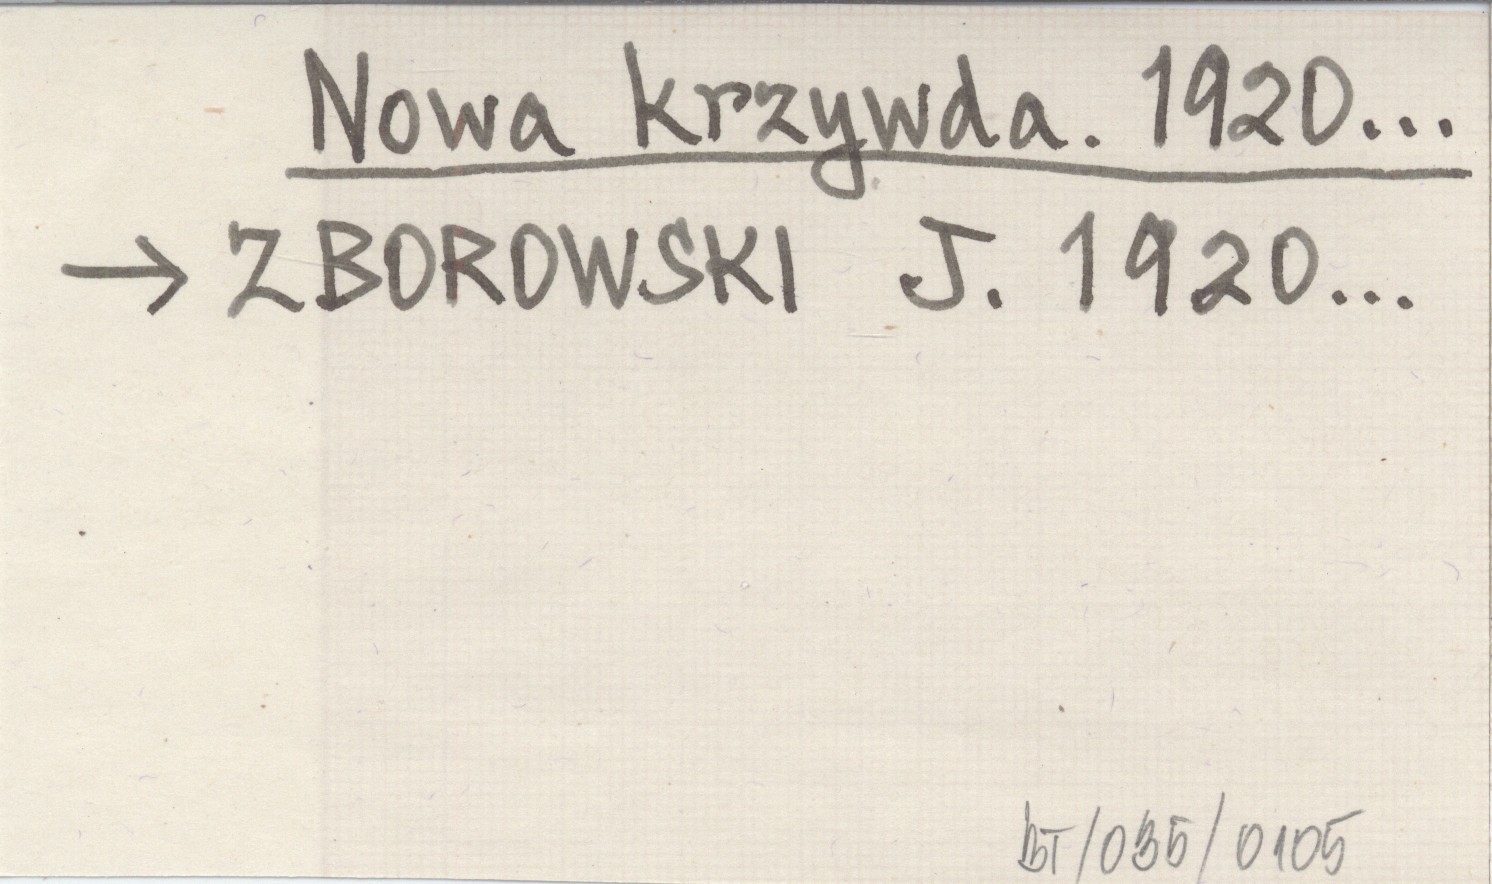 Nowa krzywda. 1920...
→ ZBOROWSKI J. 1920...
BT/035/0105